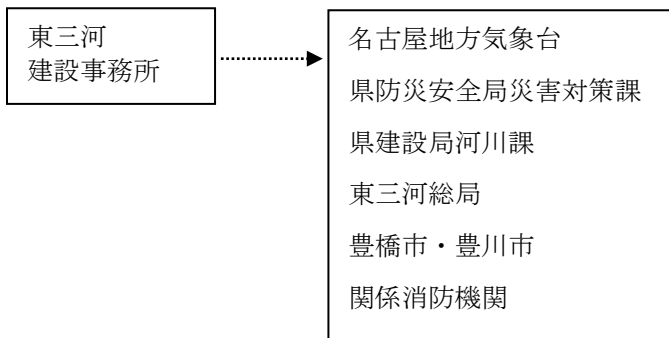 東三河
建設事務所
名古屋地方気象台
県防災安全局災害対策課
県建設局河川課
東三河総局
豊橋市・豊川市
関係消防機関